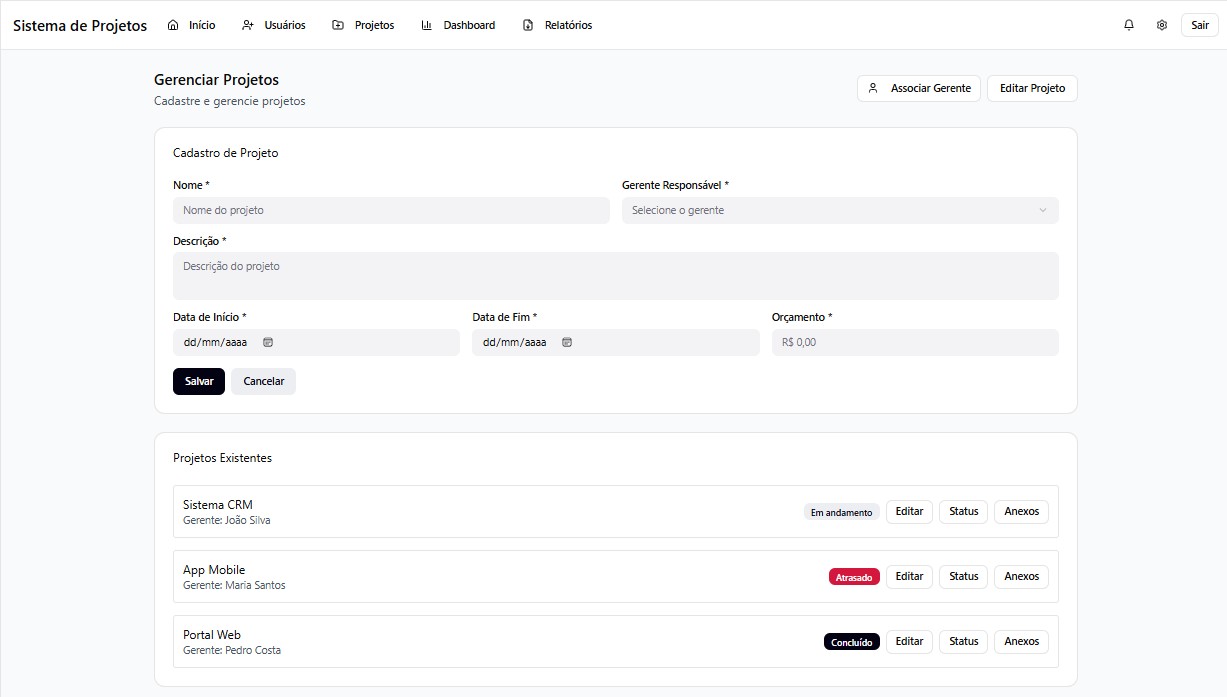 Sistema de Projetos Início Usuários Projetos Dashboard Relatórios Sair
Gerenciar Projetos
Cadastre e gerencie projetos
Associar Gerente Editar Projeto
Cadastro de Projeto
Nome * Gerente Responsável *
Nome do projeto Selecione o gerente
Descrição *
Descrição do projeto
Data de Início * Data de Fim * Orçamento *
dd/mm/aaaa dd/mm/aaaa R$ 0,00
Salvar Cancelar
Projetos Existentes
Sistema CRM
Gerente: João Silva
Em andamento Editar Status Anexos
App Mobile
Gerente: Maria Santos
Atrasado Editar Status Anexos
Portal Web
Gerente: Pedro Costa
Concluído Editar Status Anexos